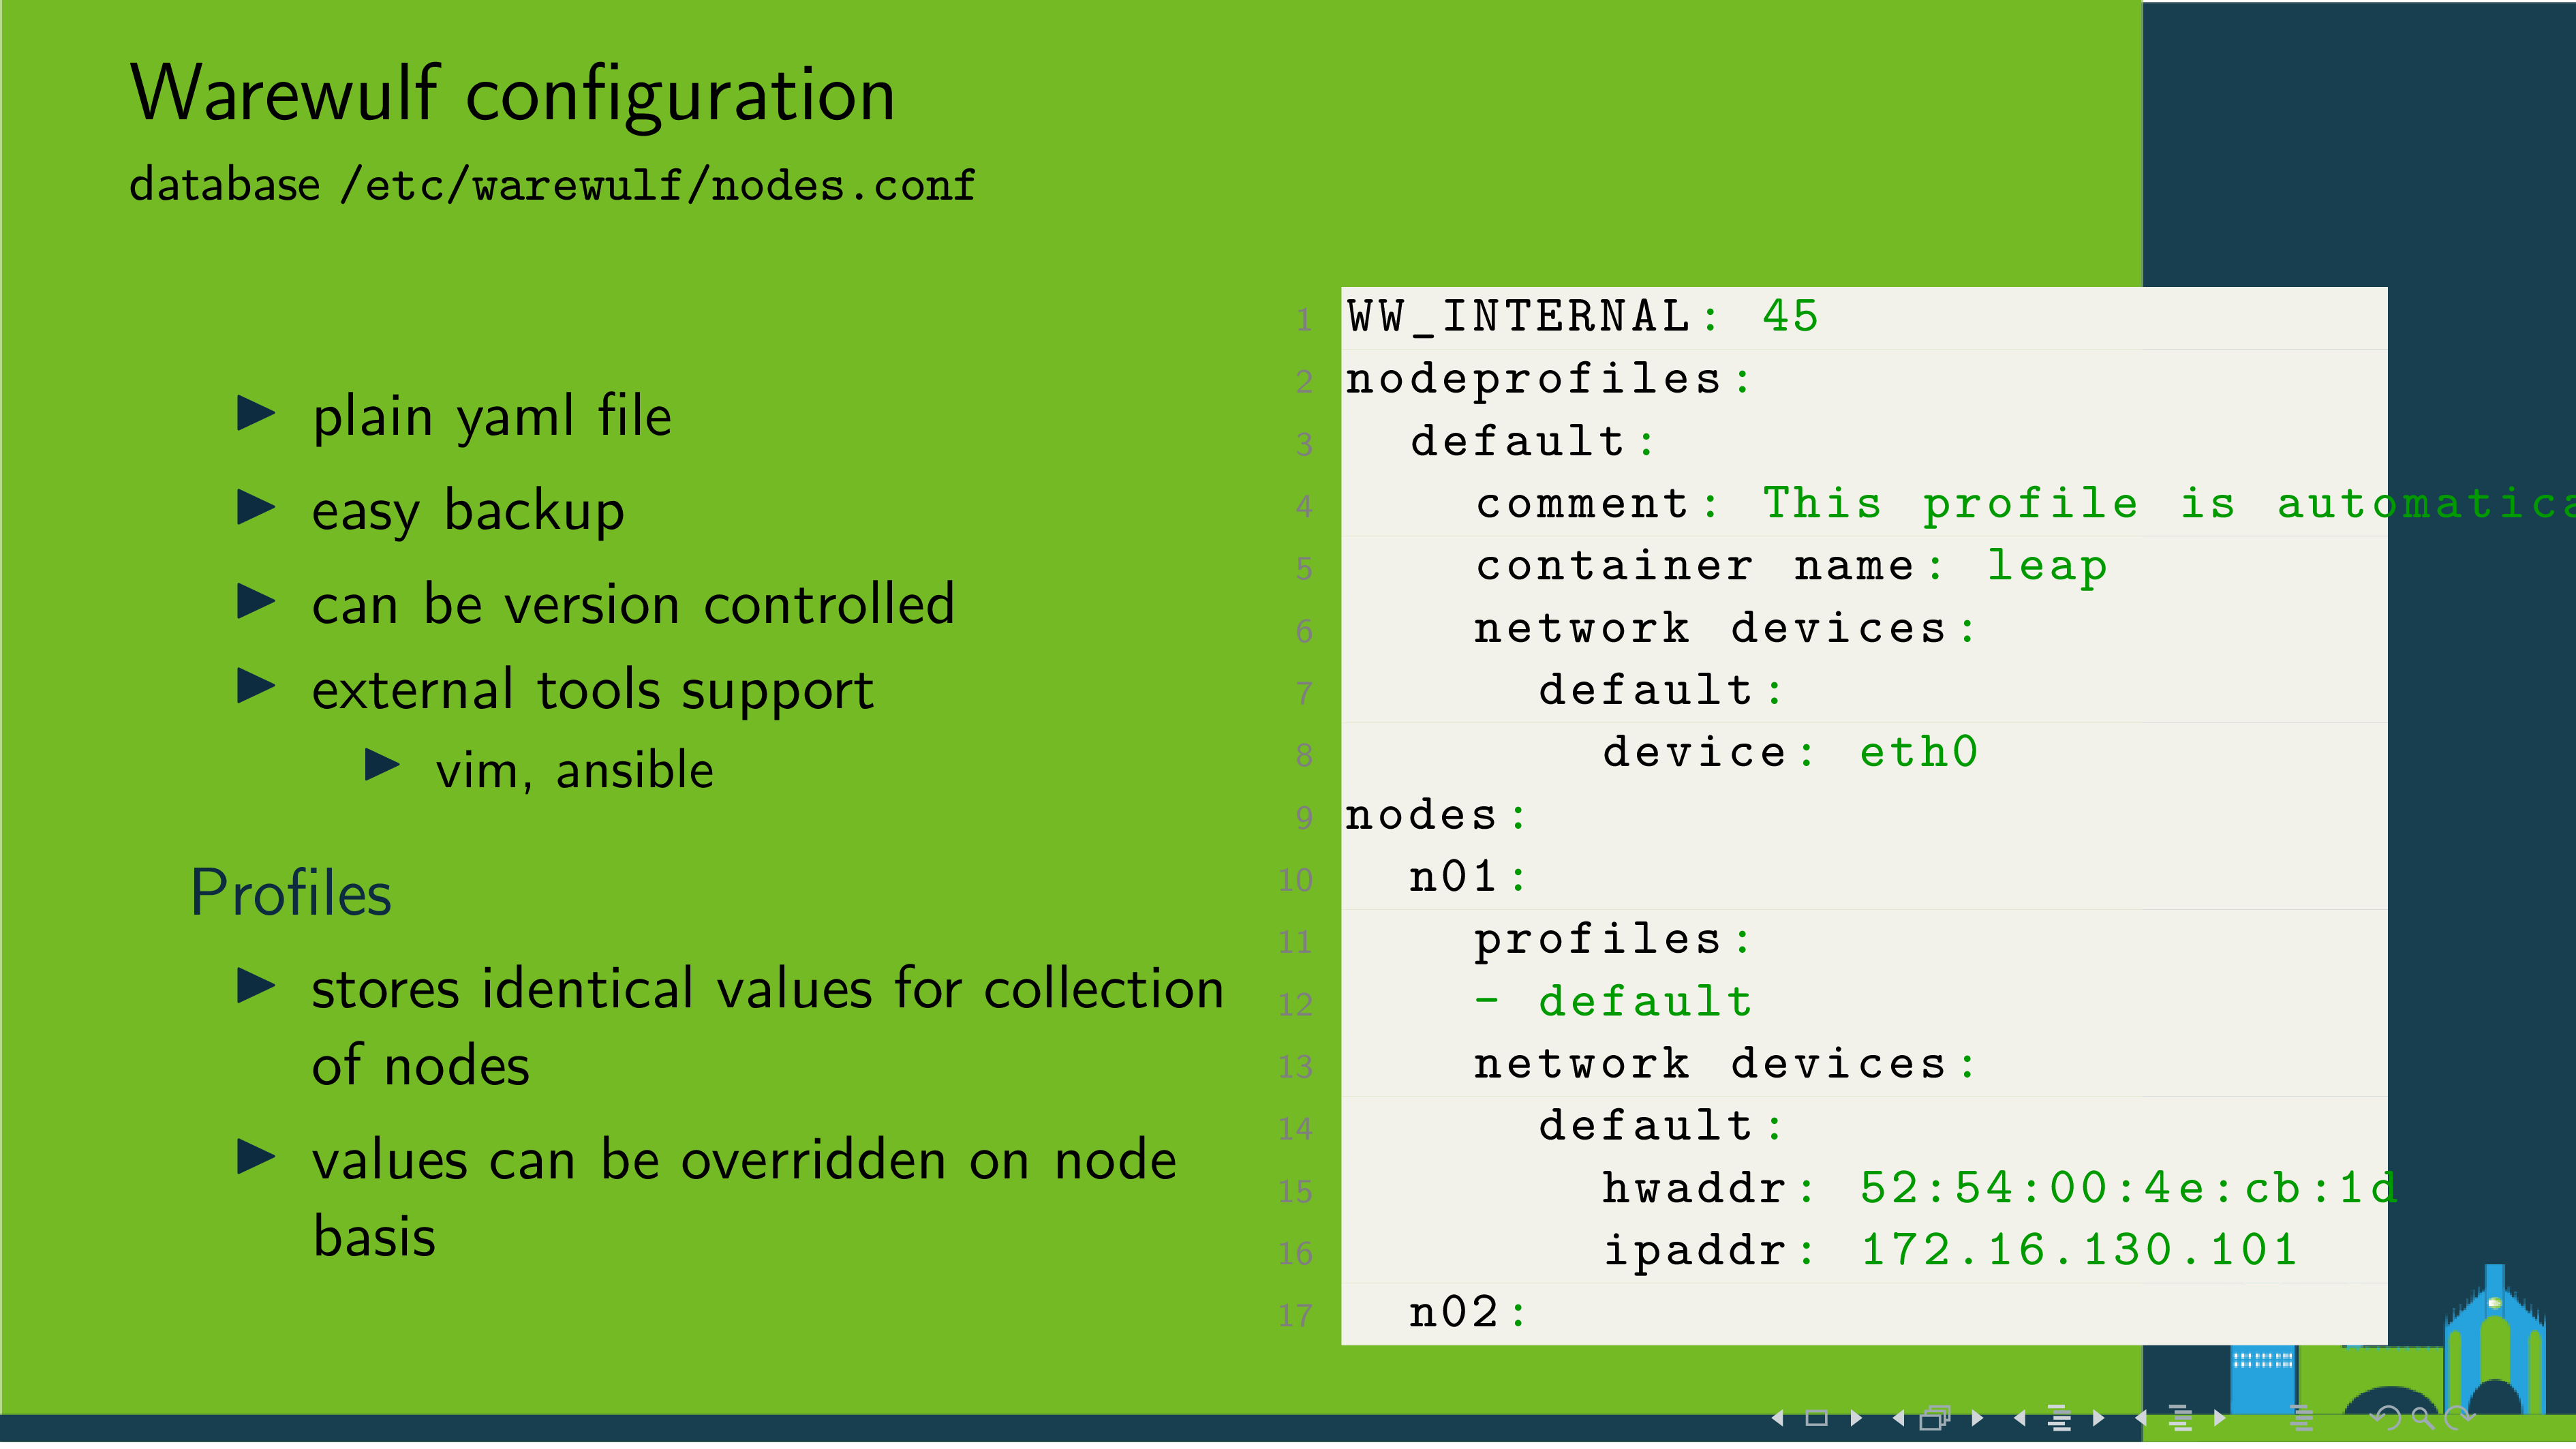 Warewulf configuration
database /etc/warewulf/nodes.conf
plain yaml file
easy backup
can be version controlled
external tools support
vim, ansible
Profiles
stores identical values for collection
of nodes
values can be overridden on node
basis
1 WW_INTERNAL: 45
2 nodeprofiles:
3 default:
4 comment: This profile is automatica
5 container name: leap
6 network devices:
7 default:
8 device: eth0
9 nodes:
10 n01:
11 profiles:
12 - default
13 network devices:
14 default:
15 hwaddr: 52:54:00:4e:cb:1d
16 ipaddr: 172.16.130.101
17 n02: